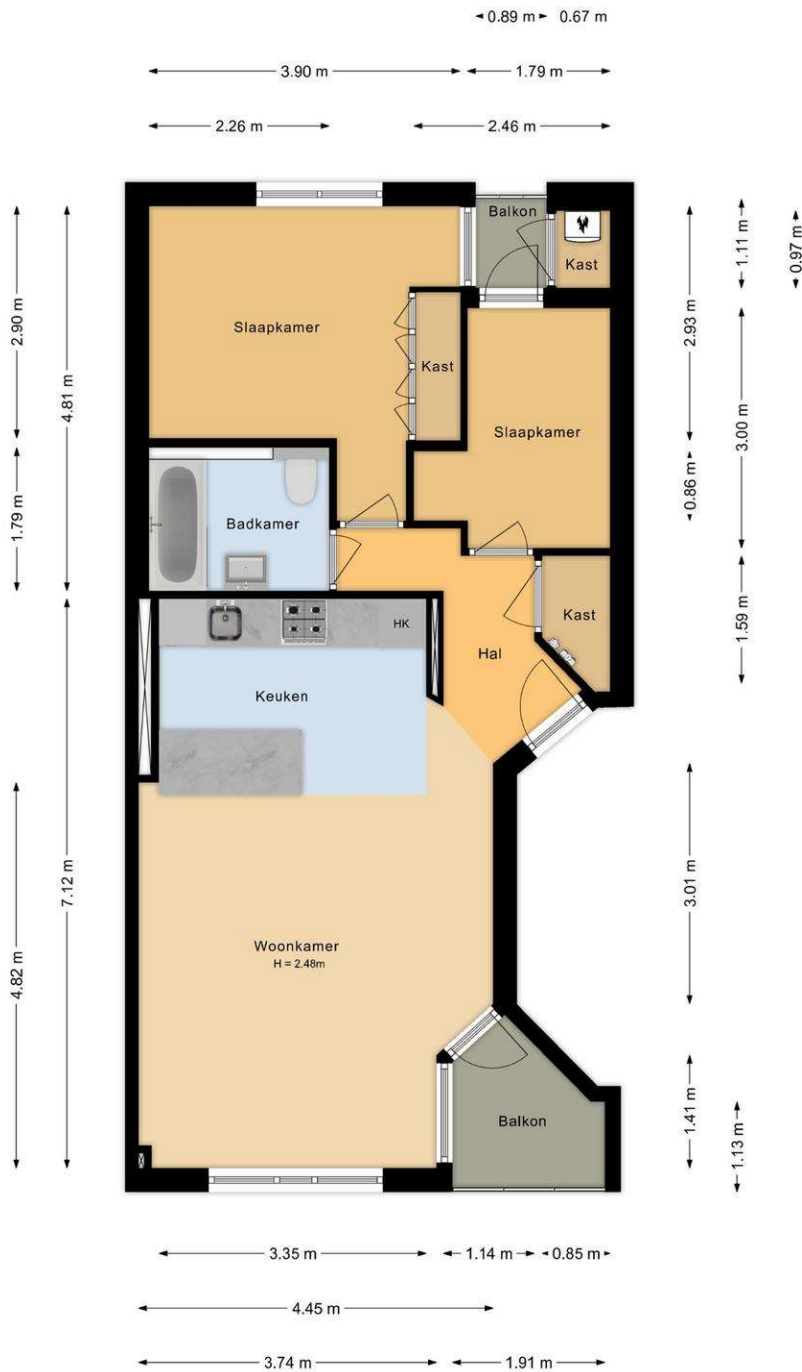 0.89 m 0.67 m
3.90 m 1.79 m
2.26 m 2.46 m
Balkon
Kast
1.11 m
0.97 m
2.90 m
4.81 m
Slaapkamer
Kast
2.93 m
Slaapkamer
3.00 m
0.86 m
1.79 m
Badkamer
Kast
1.59 m
HK
Hal
Keuken
7.12 m
3.01 m
4.82 m
Woonkamer
H = 2.48m
Balkon
1.41 m
1.13 m
3.35 m 1.14 m 0.85 m
4.45 m
3.74 m 1.91 m